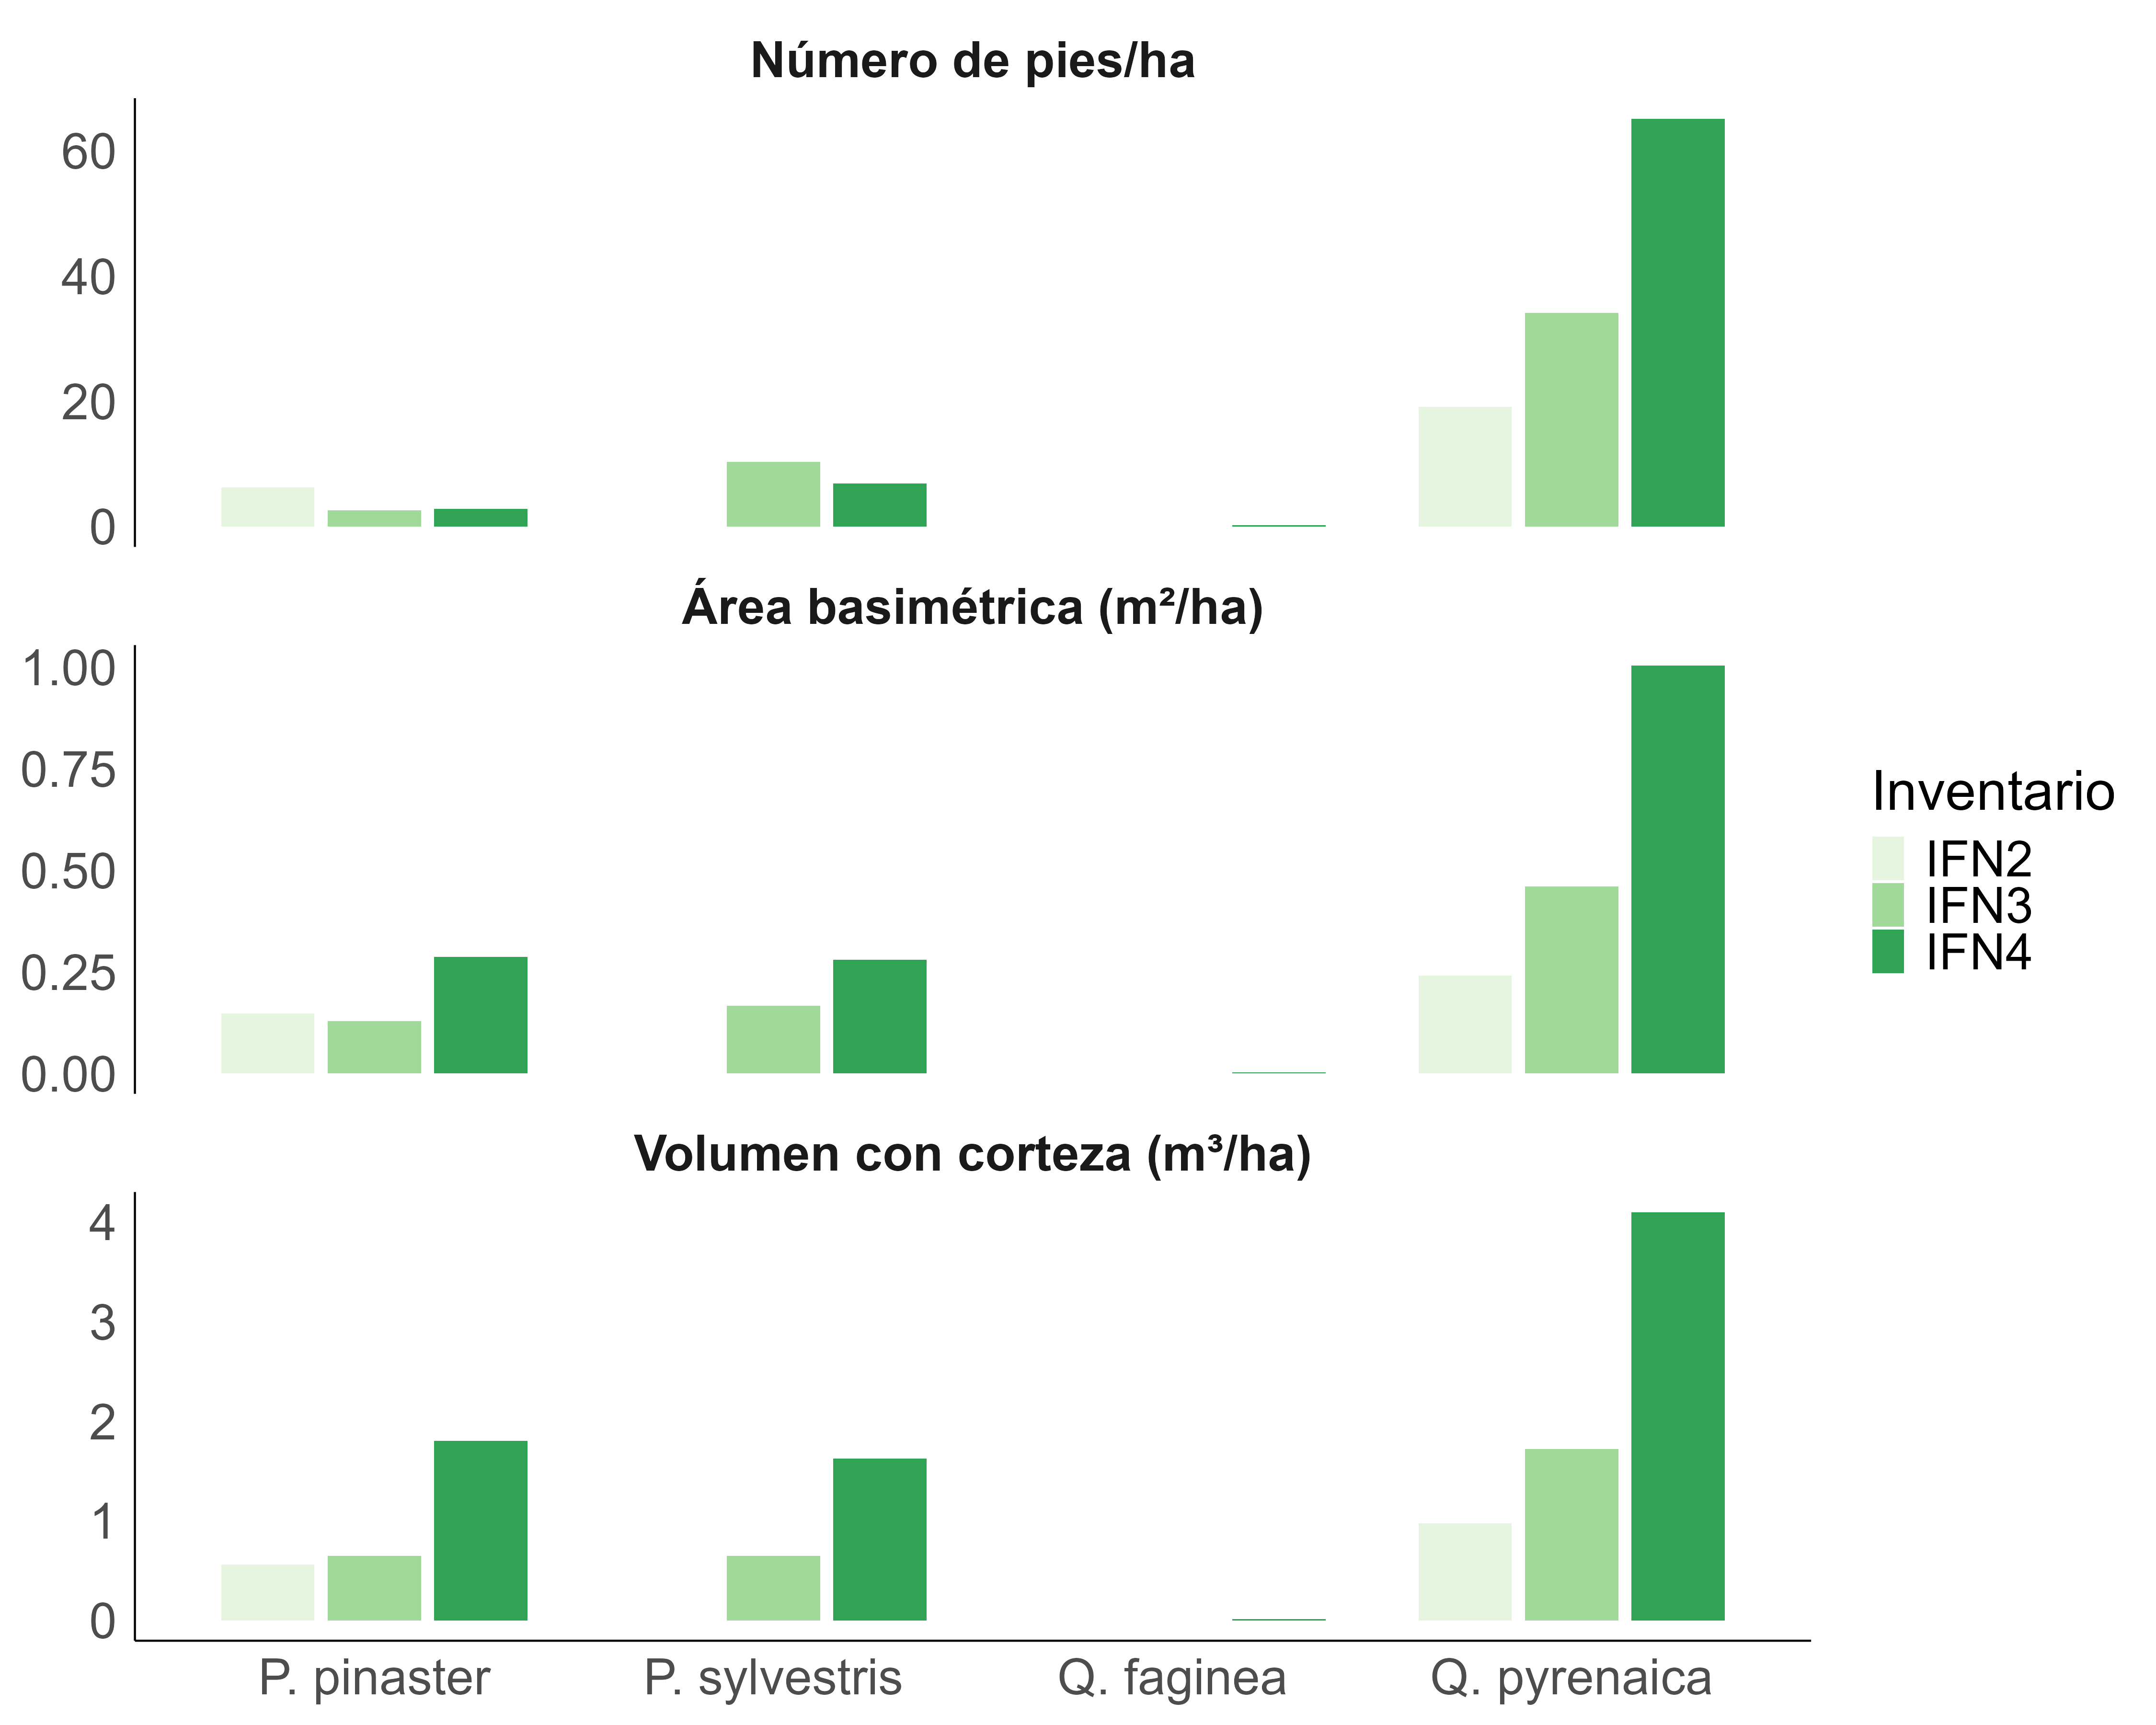 Número de pies/ha
60
40
20
0
Área basimétrica (m²/ha)
1.00
0.75
0.50
0.25
0.00
Inventario
IFN2
IFN3
IFN4
Volumen con corteza (m³/ha)
4
3
2
1
0
P. pinaster P. sylvestris Q. faginea Q. pyrenaica